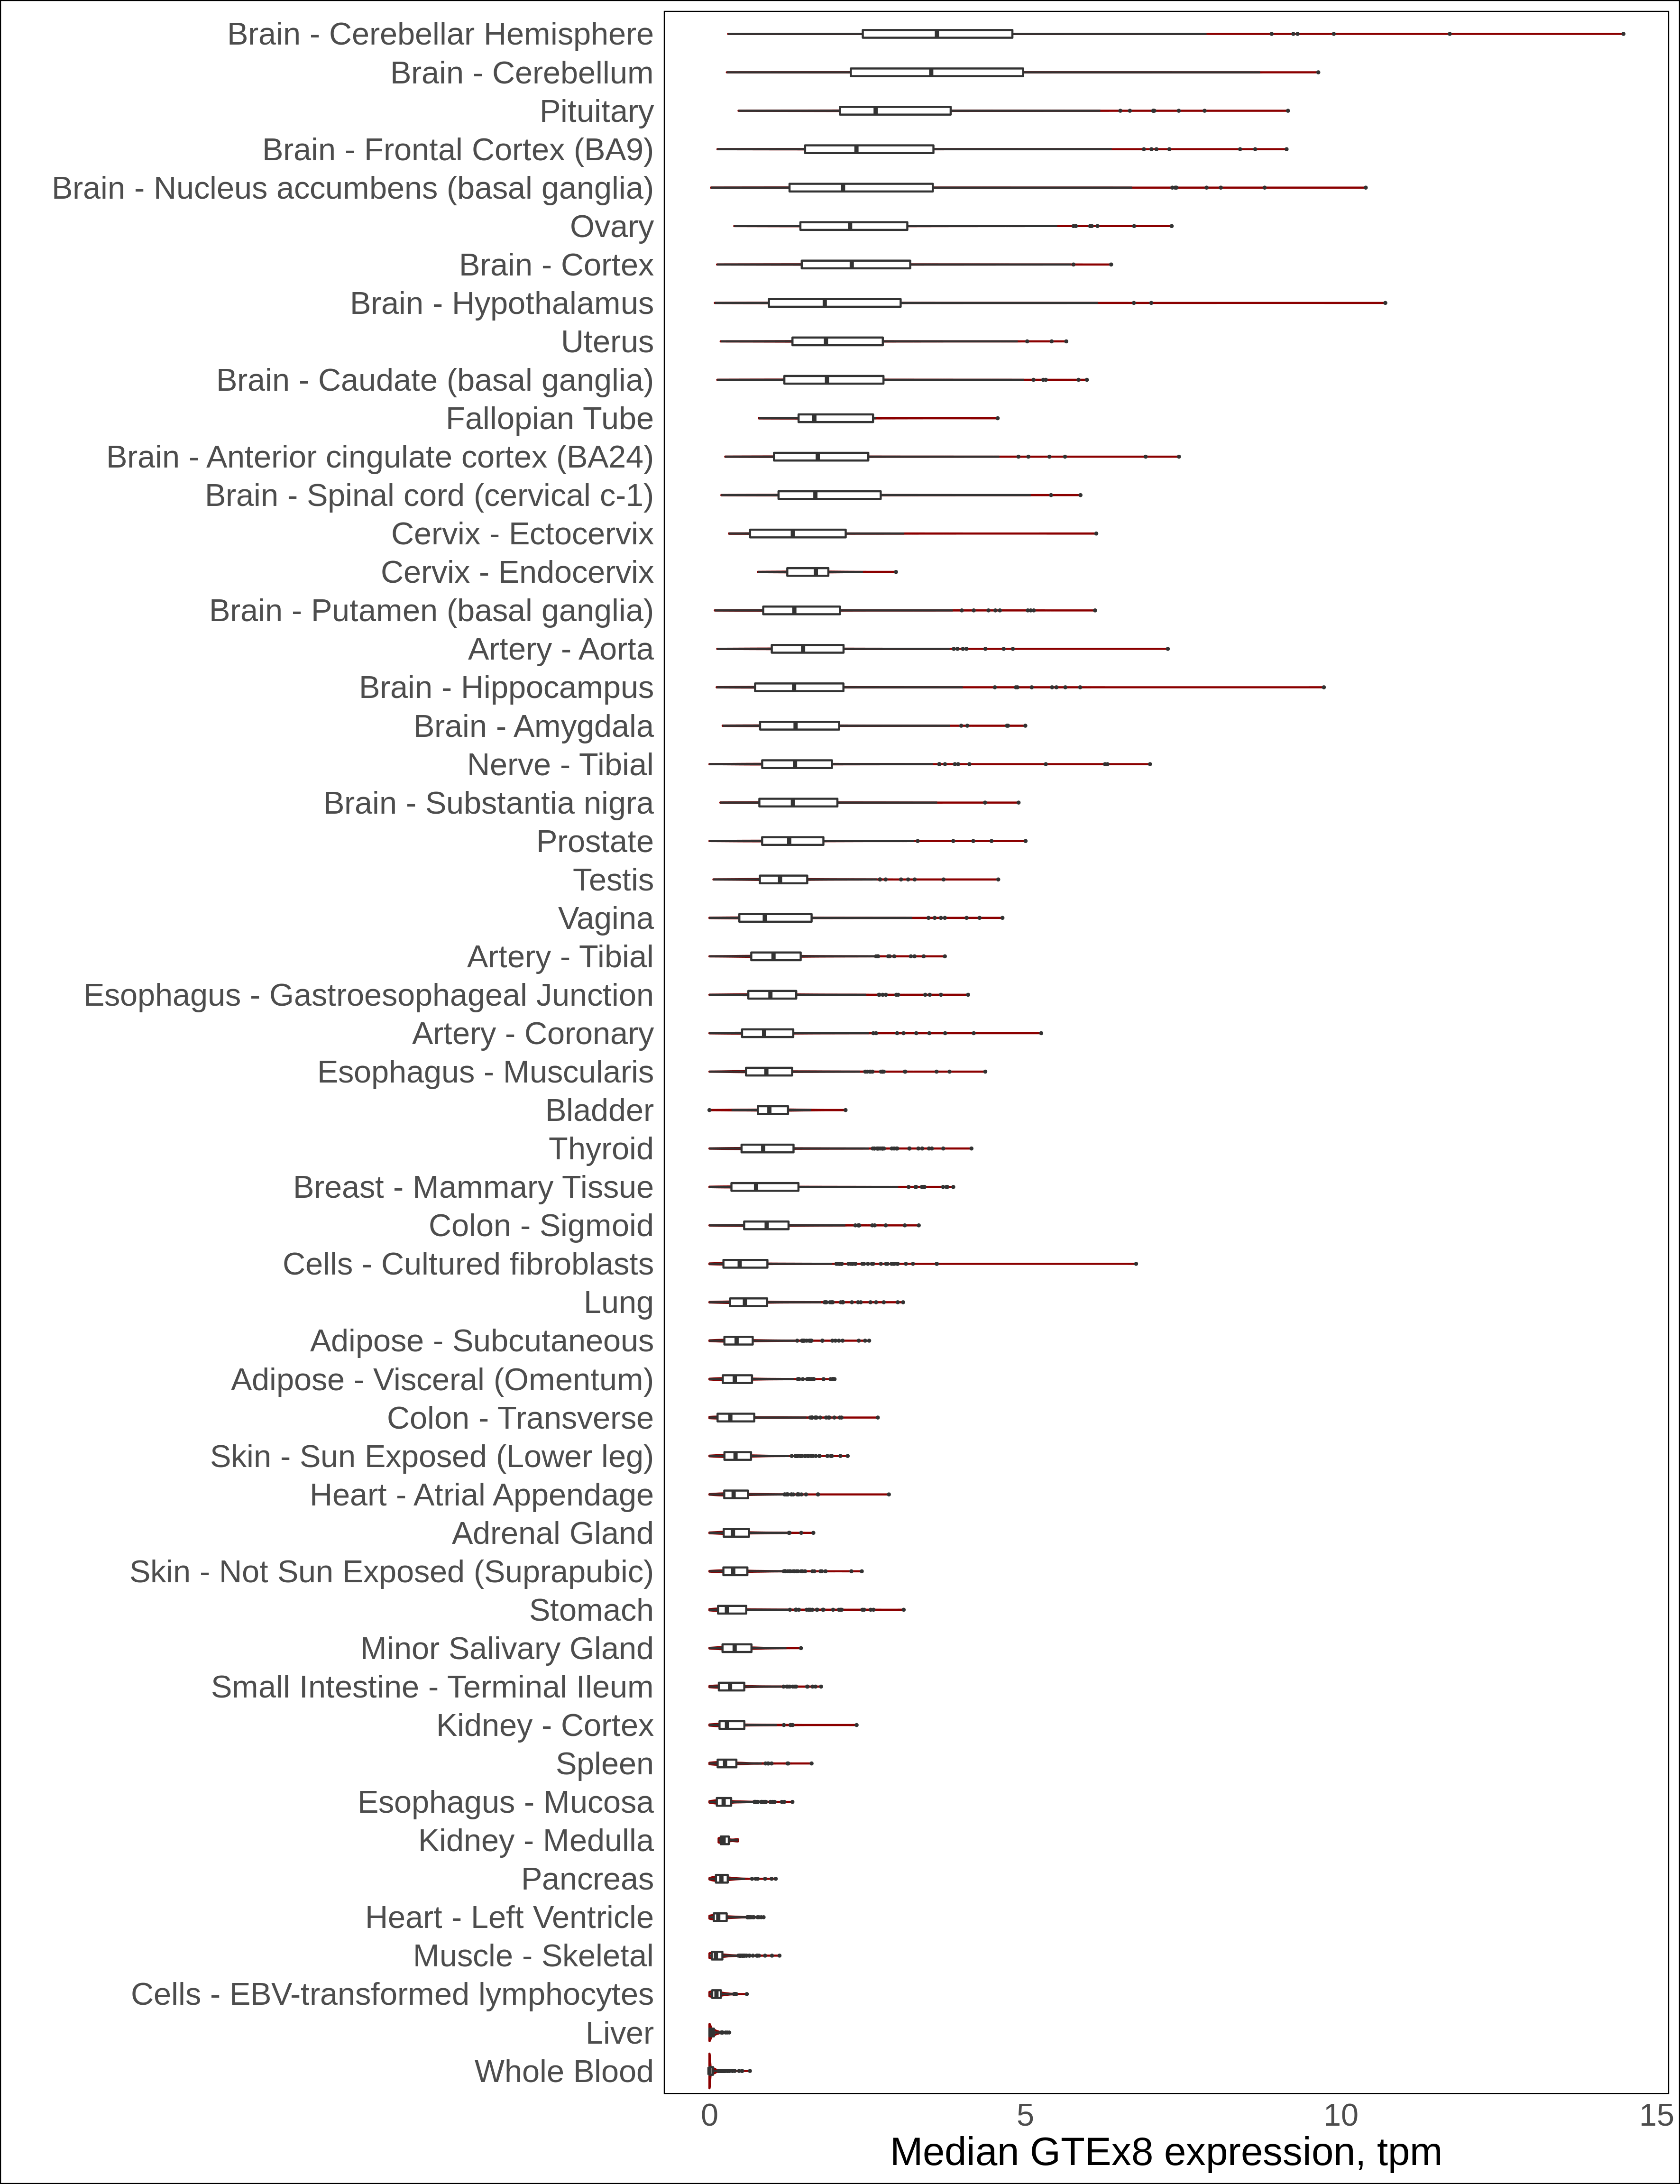 Brain - Cerebellar Hemisphere
Brain - Cerebellum
Pituitary
Brain - Frontal Cortex (BA9)
Brain - Nucleus accumbens (basal ganglia)
Ovary
Brain - Cortex
Brain - Hypothalamus
Uterus
Brain - Caudate (basal ganglia)
Fallopian Tube
Brain - Anterior cingulate cortex (BA24)
Brain - Spinal cord (cervical c-1)
Cervix - Ectocervix
Cervix - Endocervix
Brain - Putamen (basal ganglia)
Artery - Aorta
Brain - Hippocampus
Brain - Amygdala
Nerve - Tibial
Brain - Substantia nigra
Prostate
Testis
Vagina
Artery - Tibial
Esophagus - Gastroesophageal Junction
Artery - Coronary
Esophagus - Muscularis
Bladder
Thyroid
Breast - Mammary Tissue
Colon - Sigmoid
Cells - Cultured fibroblasts
Lung
Adipose - Subcutaneous
Adipose - Visceral (Omentum)
Colon - Transverse
Skin - Sun Exposed (Lower leg)
Heart - Atrial Appendage
Adrenal Gland
Skin - Not Sun Exposed (Suprapubic)
Stomach
Minor Salivary Gland
Small Intestine - Terminal Ileum
Kidney - Cortex
Spleen
Esophagus - Mucosa
Kidney - Medulla
Pancreas
Heart - Left Ventricle
Muscle - Skeletal
Cells - EBV-transformed lymphocytes
Liver
Whole Blood
0 5 10 15
Median GTEx8 expression, tpm